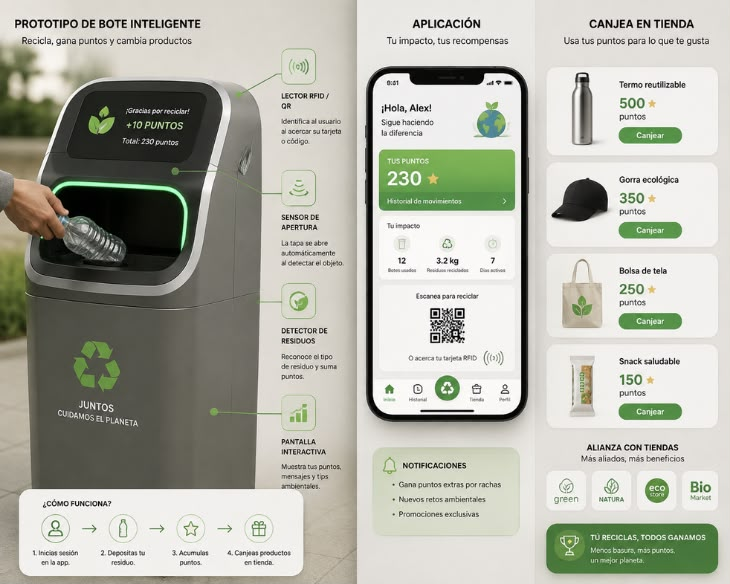 PROTOTIPO DE BOTE INTELIGENTE
Recicla, gana puntos y cambía productos
¡Gracias por reciclar!
+10 PUNTOS
Total: 230 puntos
JUNTOS
CUIDAMOS EL PLANETA
LECTOR RFID /
QR
Identifica al usuario
al acercar su tarjeta
o código.
SENSOR DE
APERTURA
La tapa se abre
automáticamente
al detectar el objeto.
DETECTOR DE
RESIDUOS
Reconoce el tipo
de residuo y suma
puntos.
PANTALLA
INTERACTIVA
Muestra tus puntos,
mensajes y tips
ambientales.
¿CÓMO FUNCIONA?
1. Inicias sesión
en la app.
2. Depositas tu
residuo.
3. Acumulas
puntos.
4. Canjeas productos
en tienda.
APLICACIÓN
Tu impacto, tus recompensas
¡Hola, Alex!
Sigue haciendo
la diferencia
TUS PUNTOS
230
Historial de movimientos
Tu impacto
12
Botes usados
3.2 kg
Residuos reciclados
7
Días activos
Escanea para reciclar
O acerca tu tarjeta RFID
Inicio
Historial
Tienda
Perfil
NOTIFICACIONES
• Gana puntos extras por rachas
• Nuevos retos ambientales
• Promociones exclusivas
CANJEA EN TIENDA
Usa tus puntos para lo que te gusta
Termo reutilizable
500
puntos
Canjear
Gorra ecológica
350
puntos
Canjear
Bolsa de tela
250
puntos
Canjear
Snack saludable
150
puntos
Canjear
ALIANZA CON TIENDAS
Más aliados, más beneficios
green
NATURA
eco
store
Bio
Market
TÚ RECICLAS, TODOS GANAMOS
Menos basura, más puntos,
un mejor planeta.